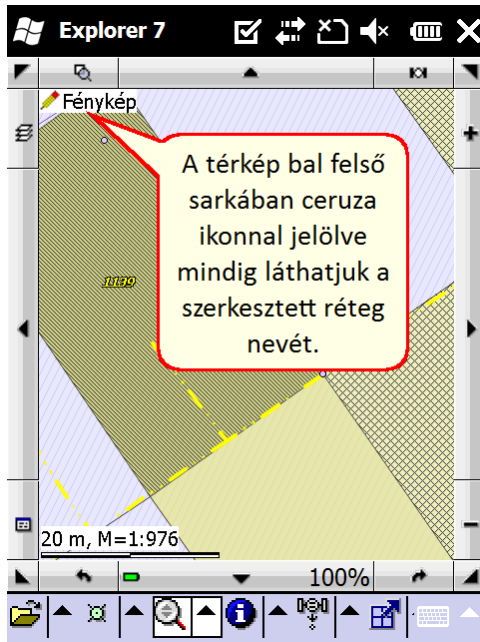 Explorer 7
Fénykép
A térkép bal felső
sarkában ceruza
ikonnal jelölve
mindig láthatjuk a
szerkesztett réteg
nevét.
1139
20 m, M=1:976
100%